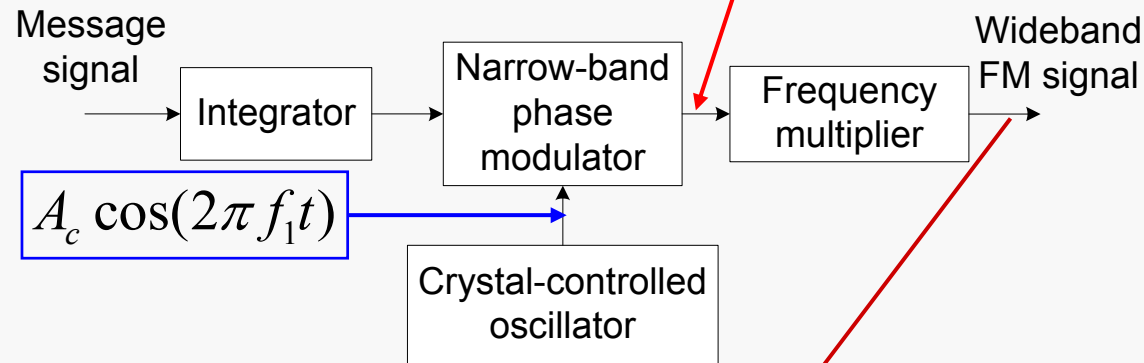 Message
signal
Integrator
Narrow-band
phase
modulator
Frequency
multiplier
Wideband
FM signal
A_c cos(2π f_1 t)
Crystal-controlled
oscillator